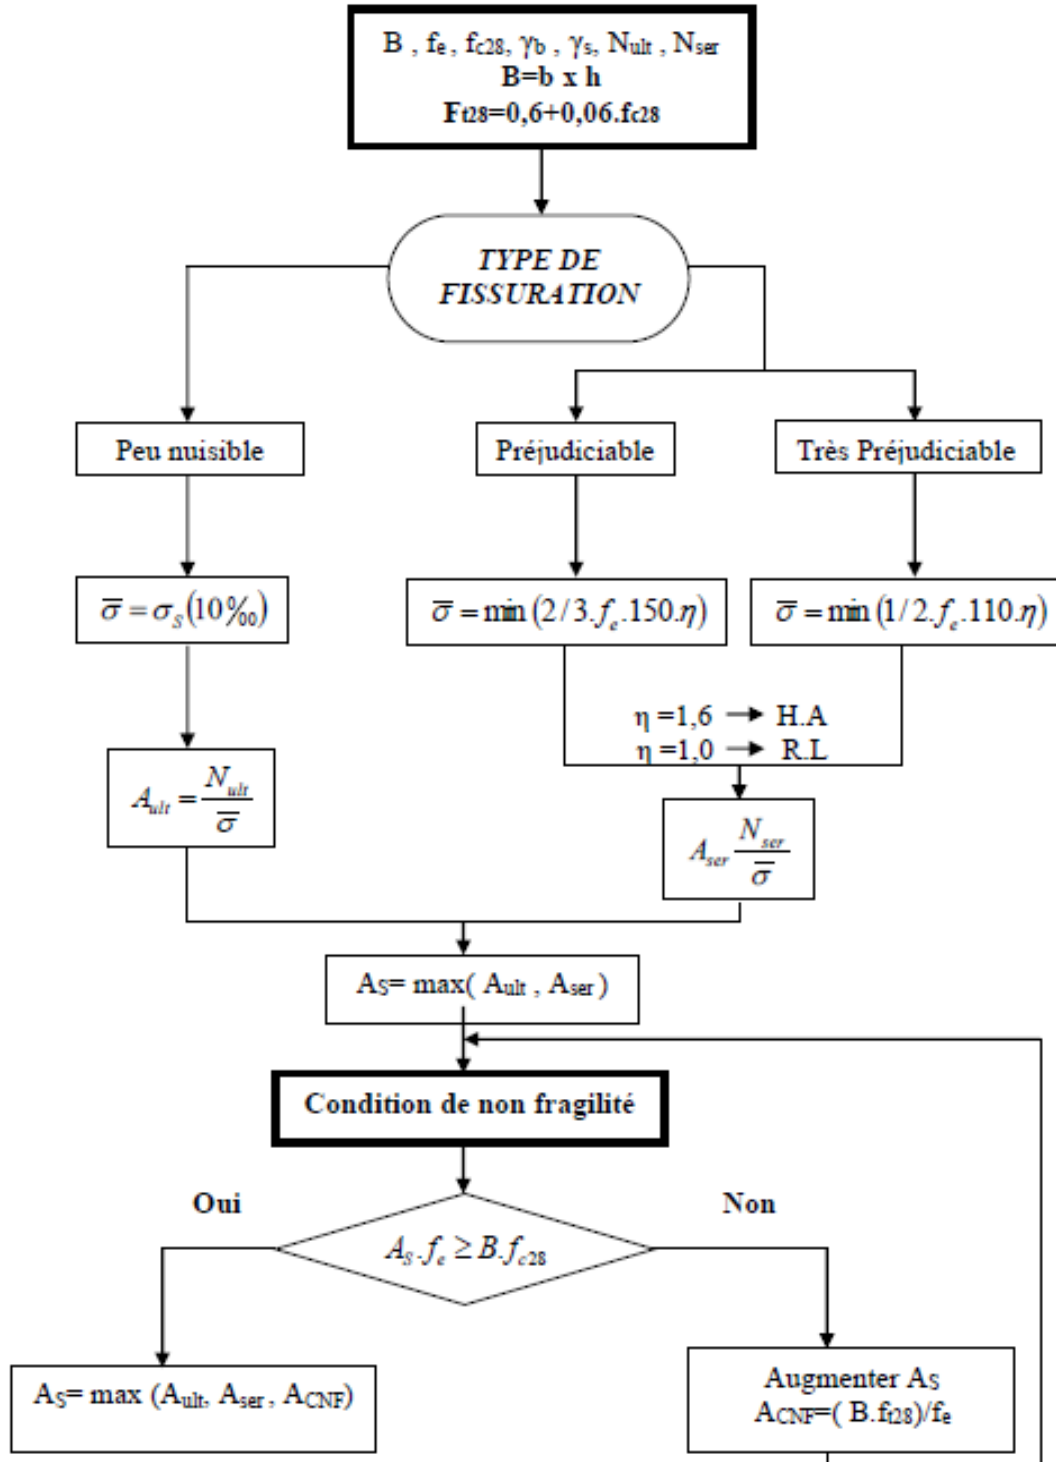 B , fe , fc28, γb , γs, Nult , Nser
B=b x h
Ft28=0,6+0,06.fc28
TYPE DE
FISSURATION
Peu nuisible
Préjudiciable
Très Préjudiciable
σ̅ = σS(10‰)
σ̅ = min(2/3.fe.150.η)
σ̅ = min(1/2.fe.110.η)
η =1,6 → H.A
η =1,0 → R.L
Ault = Nult / σ̅
Aser Nser / σ̅
AS= max( Ault , Aser )
Condition de non fragilité
Oui
Non
AS.fe ≥ B.fc28
AS= max (Ault, Aser , ACNF)
Augmenter AS
ACNF=( B.ft28)/fe